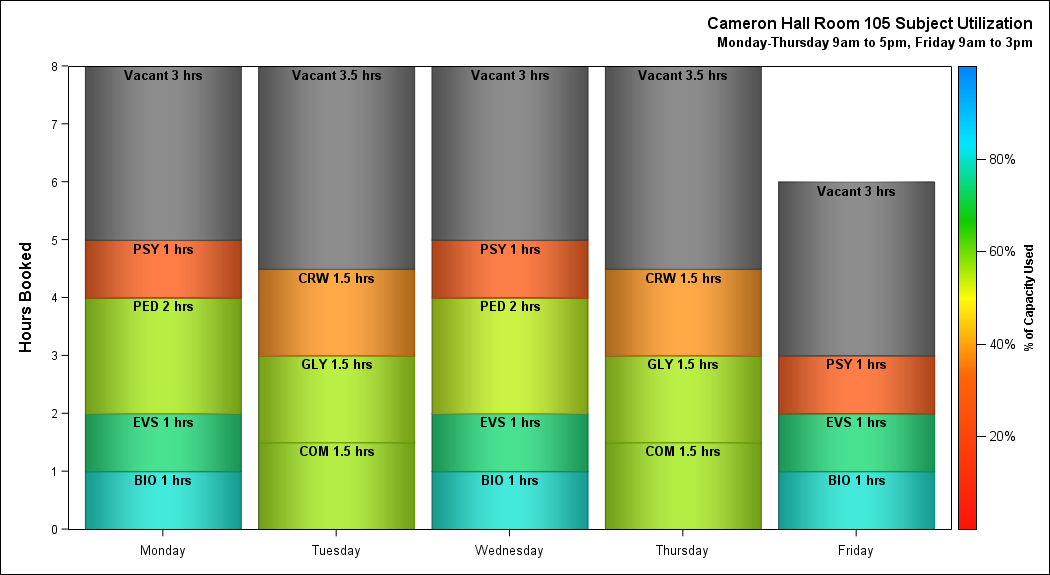 Cameron Hall Room 105 Subject Utilization
Monday-Thursday 9am to 5pm, Friday 9am to 3pm
Hours Booked
8
7
6
5
4
3
2
1
0
Vacant 3 hrs
PSY 1 hrs
PED 2 hrs
EVS 1 hrs
BIO 1 hrs
Monday
Vacant 3.5 hrs
CRW 1.5 hrs
GLY 1.5 hrs
COM 1.5 hrs
Tuesday
Vacant 3 hrs
PSY 1 hrs
PED 2 hrs
EVS 1 hrs
BIO 1 hrs
Wednesday
Vacant 3.5 hrs
CRW 1.5 hrs
GLY 1.5 hrs
COM 1.5 hrs
Thursday
Vacant 3 hrs
PSY 1 hrs
EVS 1 hrs
BIO 1 hrs
Friday
80%
60%
40%
20%
% of Capacity Used